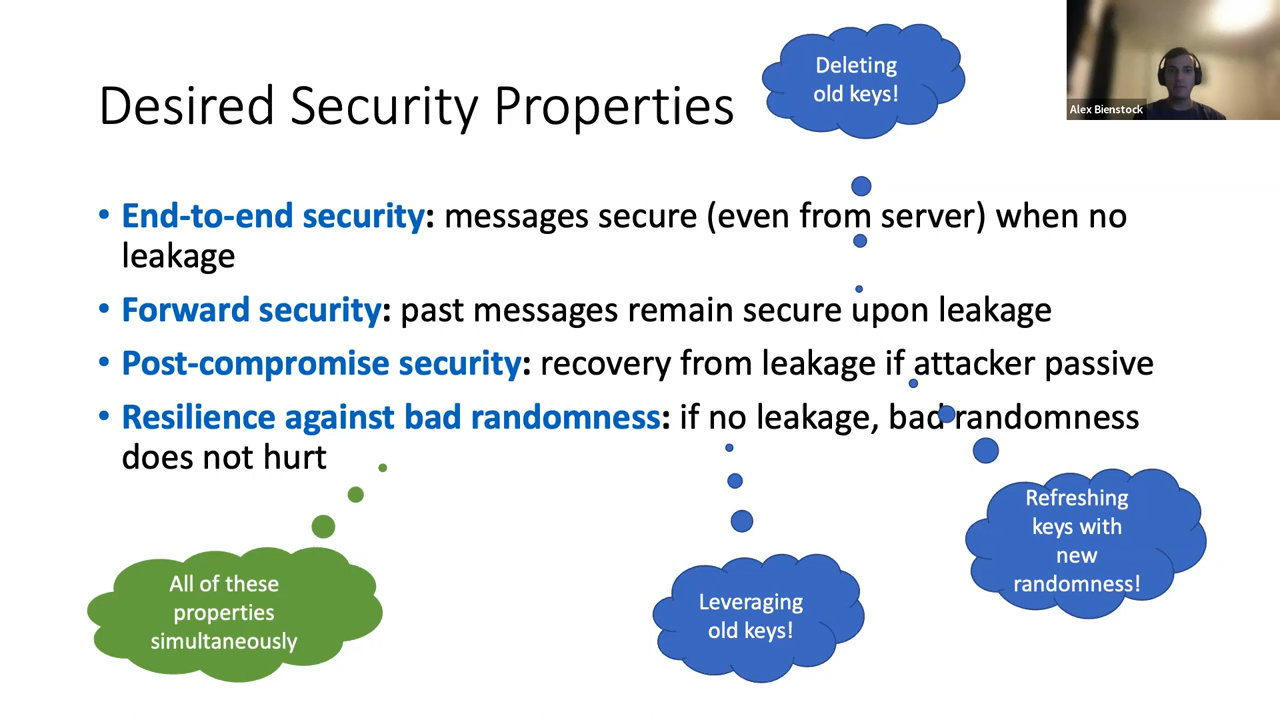 Deleting
old keys!
Alex Bienstock
Desired Security Properties
• End-to-end security: messages secure (even from server) when no
leakage
• Forward security: past messages remain secure upon leakage
• Post-compromise security: recovery from leakage if attacker passive
• Resilience against bad randomness: if no leakage, bad randomness
does not hurt
All of these
properties
simultaneously
Leveraging
old keys!
Refreshing
keys with
new
randomness!